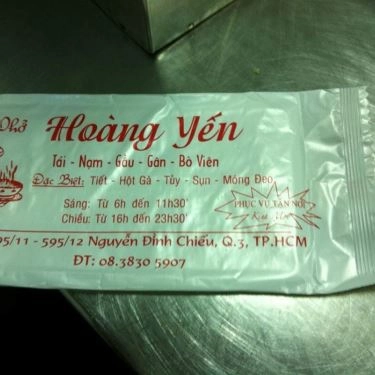 Phở Hoàng Yến
Tái - Nạm - Gầu - Gân - Bò Viên
Đặc Biệt: Tiết - Hột Gà - Tủy - Sụn - Móng Đeo
Sáng: Từ 6h đến 11h30'
Chiều: Từ 16h đến 23h30'
PHỤC VỤ TẬN NƠI
95/11 - 595/12 Nguyễn Đình Chiểu, Q.3, TP.HCM
ĐT: 08.3830 5907